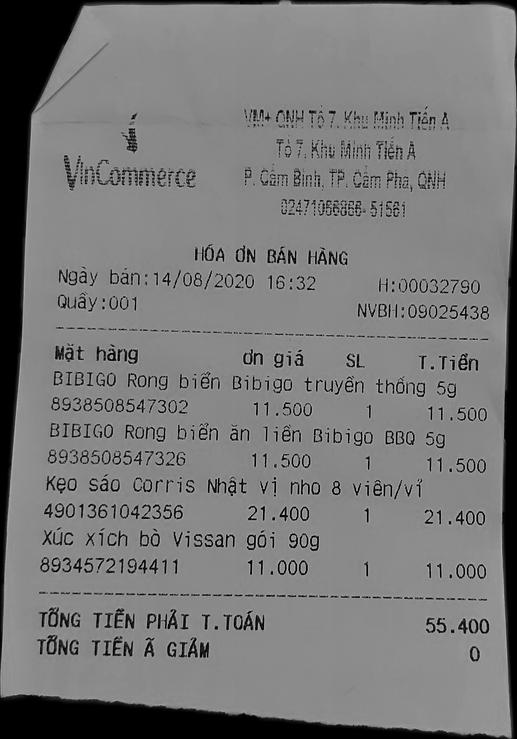 VinCommerce
VM+ QNH Tổ 7, Khu Minh Tiến A
Tổ 7, Khu Minh Tiến A
P. Cẩm Bình, TP. Cẩm Phả, QNH
02471066866-51561
HÓA ƠN BÁN HÀNG
Ngày bán:14/08/2020 16:32 H:00032790
Quầy:001 NVBH:09025438
Mặt hàng ơn giá SL T.Tiền
BIBIGO Rong biển Bibigo truyền thống 5g
8938508547302 11.500 1 11.500
BIBIGO Rong biển ăn liền Bibigo BBQ 5g
8938508547326 11.500 1 11.500
Kẹo sáo Corris Nhật vị nho 8 viên/vỉ
4901361042356 21.400 1 21.400
Xúc xích bò Vissan gói 90g
8934572194411 11.000 1 11.000
TỔNG TIỀN PHẢI T.TOÁN 55.400
TỔNG TIỀN Ã GIẢM 0